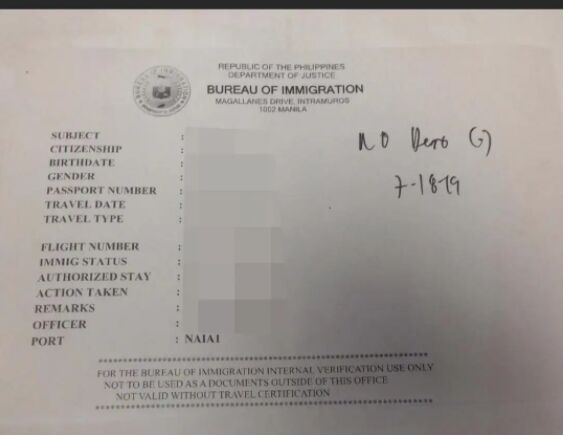 REPUBLIC OF THE PHILIPPINES
DEPARTMENT OF JUSTICE
BUREAU OF IMMIGRATION
MAGALLANES DRIVE, INTRAMUROS
1002 MANILA
SUBJECT :
CITIZENSHIP :
BIRTHDATE :
GENDER :
PASSPORT NUMBER :
TRAVEL DATE :
TRAVEL TYPE :
FLIGHT NUMBER :
IMMIG STATUS :
AUTHORIZED STAY :
ACTION TAKEN :
REMARKS :
OFFICER :
PORT : NAIA1
NO
7-18-19
FOR THE BUREAU OF IMMIGRATION INTERNAL VERIFICATION USE ONLY
NOT TO BE USED AS A DOCUMENTS OUTSIDE OF THIS OFFICE
NOT VALID WITHOUT TRAVEL CERTIFICATION